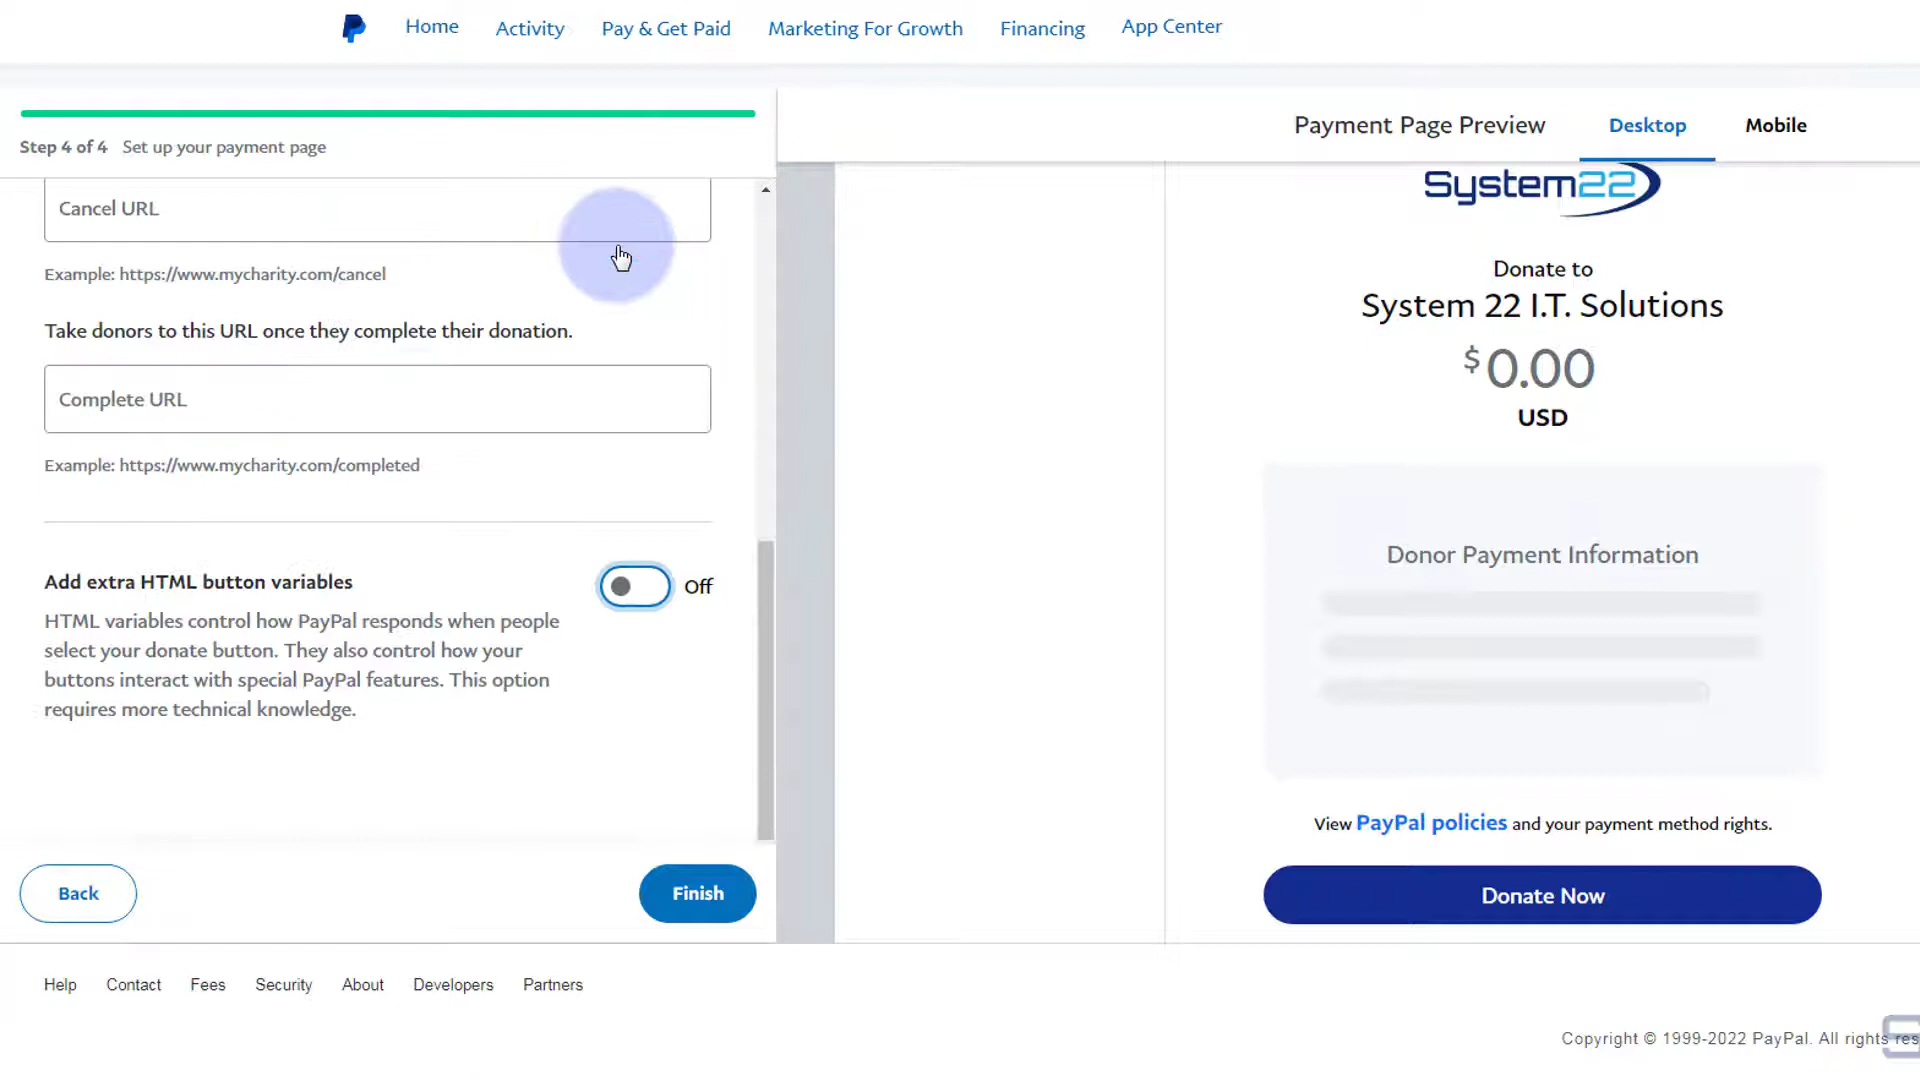 Home Activity Pay & Get Paid Marketing For Growth Financing App Center
Step 4 of 4 Set up your payment page
Cancel URL
Example: https://www.mycharity.com/cancel
Take donors to this URL once they complete their donation.
Complete URL
Example: https://www.mycharity.com/completed
Add extra HTML button variables
Off
HTML variables control how PayPal responds when people
select your donate button. They also control how your
buttons interact with special PayPal features. This option
requires more technical knowledge.
Back
Finish
Payment Page Preview Desktop Mobile
System22
Donate to
System 22 I.T. Solutions
$0.00
USD
Donor Payment Information
View PayPal policies and your payment method rights.
Donate Now
Help Contact Fees Security About Developers Partners
Copyright © 1999-2022 PayPal. All rights res